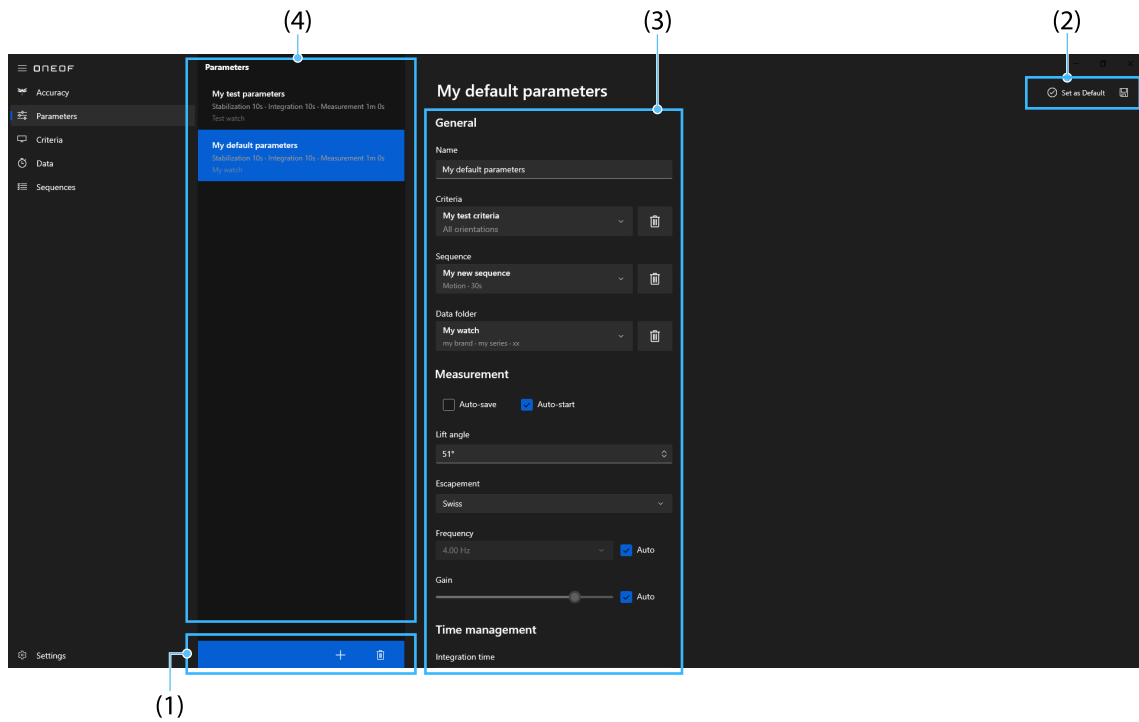 (4)
(3)
(2)
ONEOF
Accuracy
Parameters
Criteria
Data
Sequences
Settings
Parameters
My test parameters
Stabilization 10s - Integration 10s - Measurement 1m 0s
Test watch
My default parameters
Stabilization 10s - Integration 10s - Measurement 1m 0s
My watch
(1)
My default parameters
Set as Default
General
Name
My default parameters
Criteria
My test criteria
All orientations
Sequence
My new sequence
Motion - 30s
Data folder
My watch
my brand - my series - xx
Measurement
Auto-save Auto-start
Lift angle
51°
Escapement
Swiss
Frequency
4.00 Hz Auto
Gain
Auto
Time management
Integration time